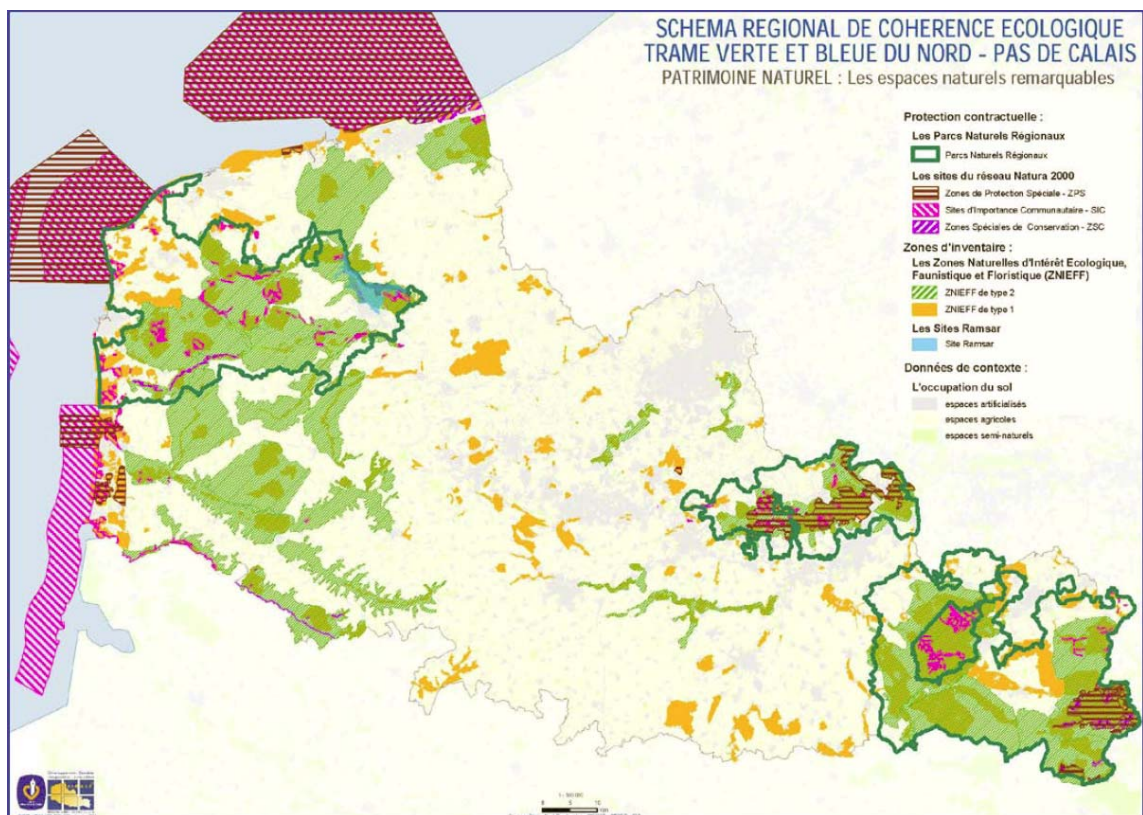 SCHEMA REGIONAL DE COHERENCE ECOLOGIQUE
TRAME VERTE ET BLEUE DU NORD - PAS DE CALAIS
PATRIMOINE NATUREL : Les espaces naturels remarquables
Protection contractuelle :
Les Parcs Naturels Régionaux
Parcs Naturels Régionaux
Les sites du réseau Natura 2000
Zones de Protection Spéciale - ZPS
Sites d'Importance Communautaire - SIC
Zones Spéciales de Conservation - ZSC
Zones d'inventaire :
Les Zones Naturelles d'Intérêt Ecologique,
Faunistique et Floristique (ZNIEFF)
ZNIEFF de type 2
ZNIEFF de type 1
Les Sites Ramsar
Site Ramsar
Données de contexte :
L'occupation du sol
espaces artificialisés
espaces agricoles
espaces semi-naturels
0 5 10